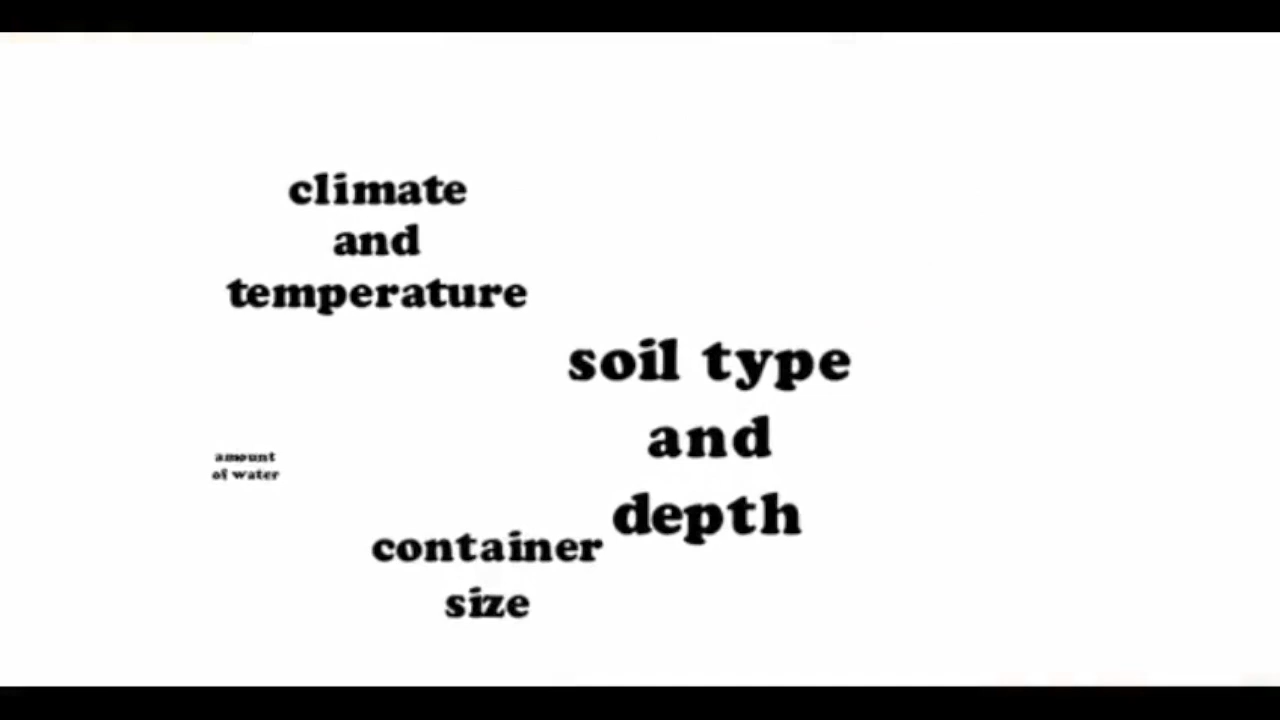 climate
and
temperature
soil type
and
depth
amount
of water
container
size